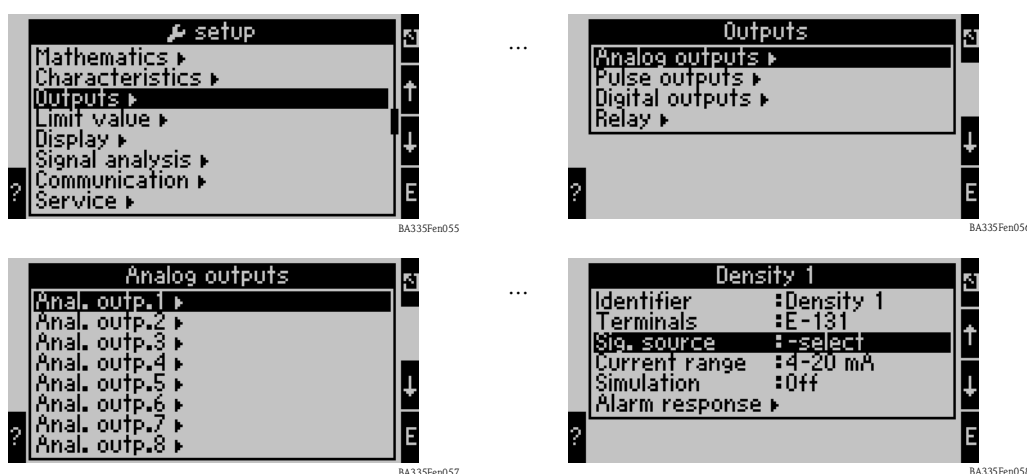 setup
Mathematics
Characteristics
Outputs
Limit value
Display
Signal analysis
Communication
Service
?
E
BA335Fen055
...
Outputs
Analog outputs
Pulse outputs
Digital outputs
Relay
?
E
BA335Fen056
Analog outputs
Anal. outp.1
Anal. outp.2
Anal. outp.3
Anal. outp.4
Anal. outp.5
Anal. outp.6
Anal. outp.7
Anal. outp.8
?
E
BA335Fen057
...
Density 1
Identifier :Density 1
Terminals :E-131
Sig. source :-select
Current range :4-20 mA
Simulation :Off
Alarm response
?
E
BA335Fen058